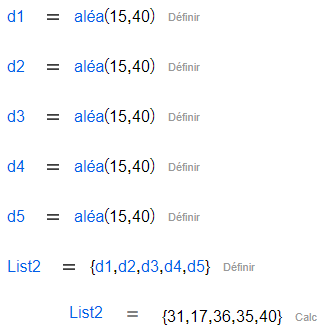 d1 = aléa(15,40) Définir
d2 = aléa(15,40) Définir
d3 = aléa(15,40) Définir
d4 = aléa(15,40) Définir
d5 = aléa(15,40) Définir
List2 = {d1,d2,d3,d4,d5} Définir
List2 = {31,17,36,35,40} Calc